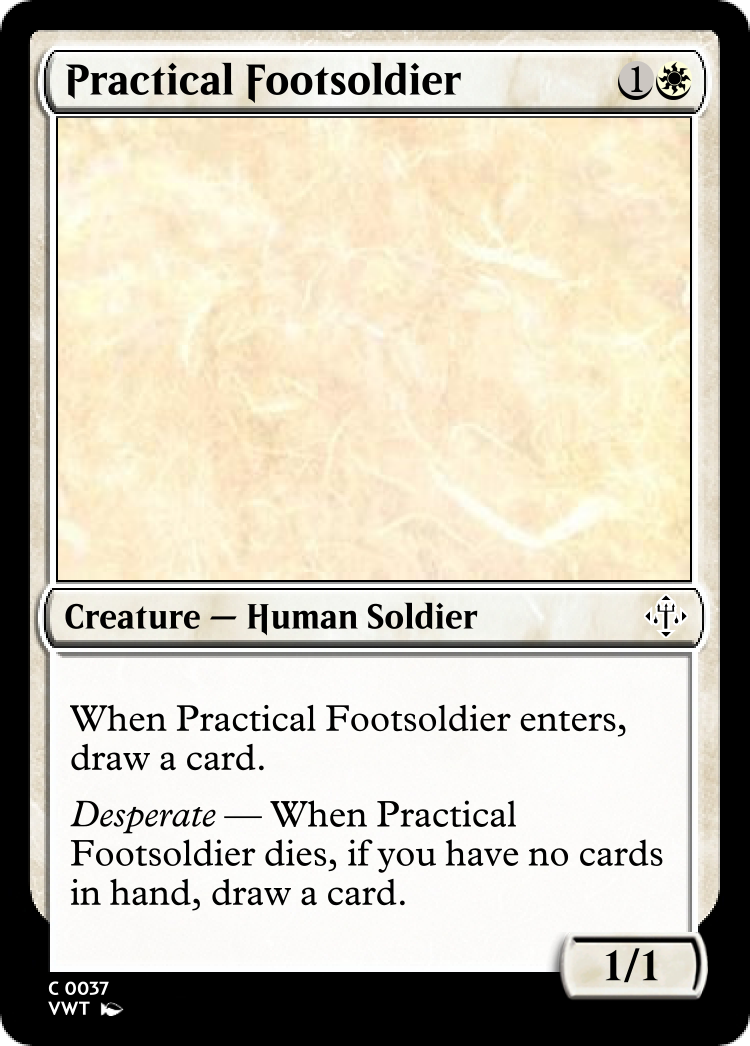 Practical Footsoldier 1
Creature — Human Soldier
When Practical Footsoldier enters,
draw a card.
Desperate — When Practical
Footsoldier dies, if you have no cards
in hand, draw a card.
1/1
C 0037
VWT